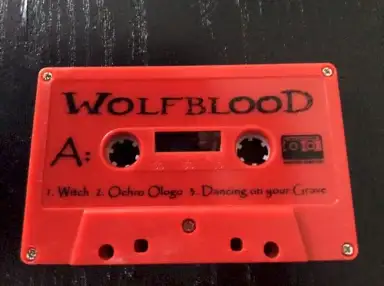 WOLFBLOOD
A:
1. Witch 2. Ochro Ologo 3. Dancing on your Grave